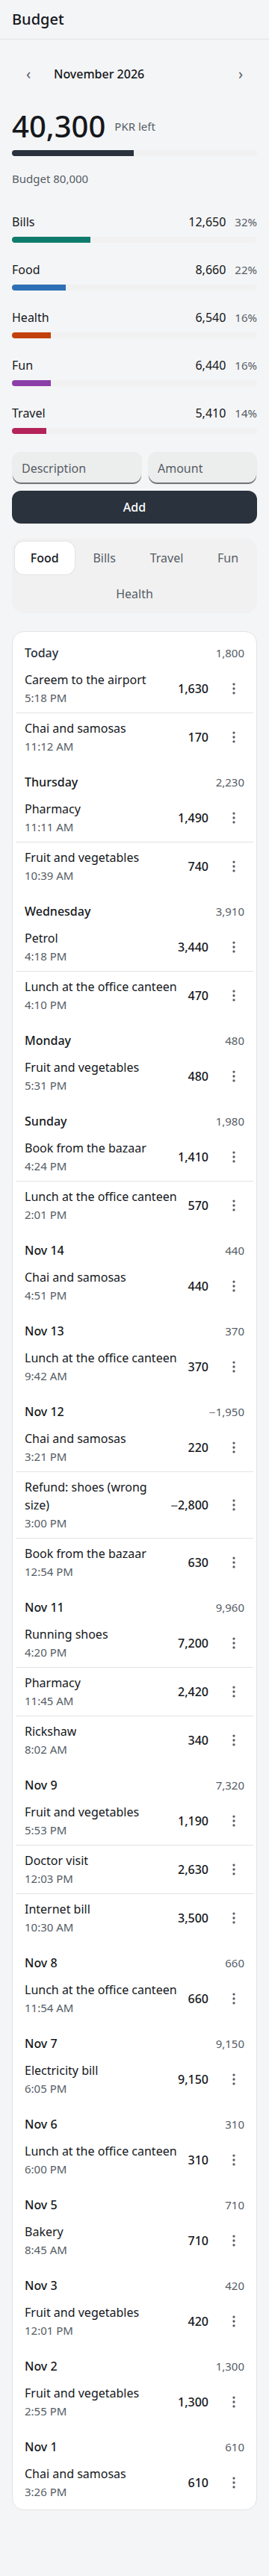 Budget
‹ November 2026 ›
40,300 PKR left
Budget 80,000
Bills 12,650 32%
Food 8,660 22%
Health 6,540 16%
Fun 6,440 16%
Travel 5,410 14%
Description Amount
Add
Food Bills Travel Fun
Health
Today 1,800
Careem to the airport
1,630
5:18 PM
Chai and samosas
170
11:12 AM
Thursday 2,230
Pharmacy
1,490
11:11 AM
Fruit and vegetables
740
10:39 AM
Wednesday 3,910
Petrol
3,440
4:18 PM
Lunch at the office canteen
470
4:10 PM
Monday 480
Fruit and vegetables
480
5:31 PM
Sunday 1,980
Book from the bazaar
1,410
4:24 PM
Lunch at the office canteen
570
2:01 PM
Nov 14 440
Chai and samosas
440
4:51 PM
Nov 13 370
Lunch at the office canteen
370
9:42 AM
Nov 12 −1,950
Chai and samosas
220
3:21 PM
Refund: shoes (wrong
size)
−2,800
3:00 PM
Book from the bazaar
630
12:54 PM
Nov 11 9,960
Running shoes
7,200
4:20 PM
Pharmacy
2,420
11:45 AM
Rickshaw
340
8:02 AM
Nov 9 7,320
Fruit and vegetables
1,190
5:53 PM
Doctor visit
2,630
12:03 PM
Internet bill
3,500
10:30 AM
Nov 8 660
Lunch at the office canteen
660
11:54 AM
Nov 7 9,150
Electricity bill
9,150
6:05 PM
Nov 6 310
Lunch at the office canteen
310
6:00 PM
Nov 5 710
Bakery
710
8:45 AM
Nov 3 420
Fruit and vegetables
420
12:01 PM
Nov 2 1,300
Fruit and vegetables
1,300
2:55 PM
Nov 1 610
Chai and samosas
610
3:26 PM